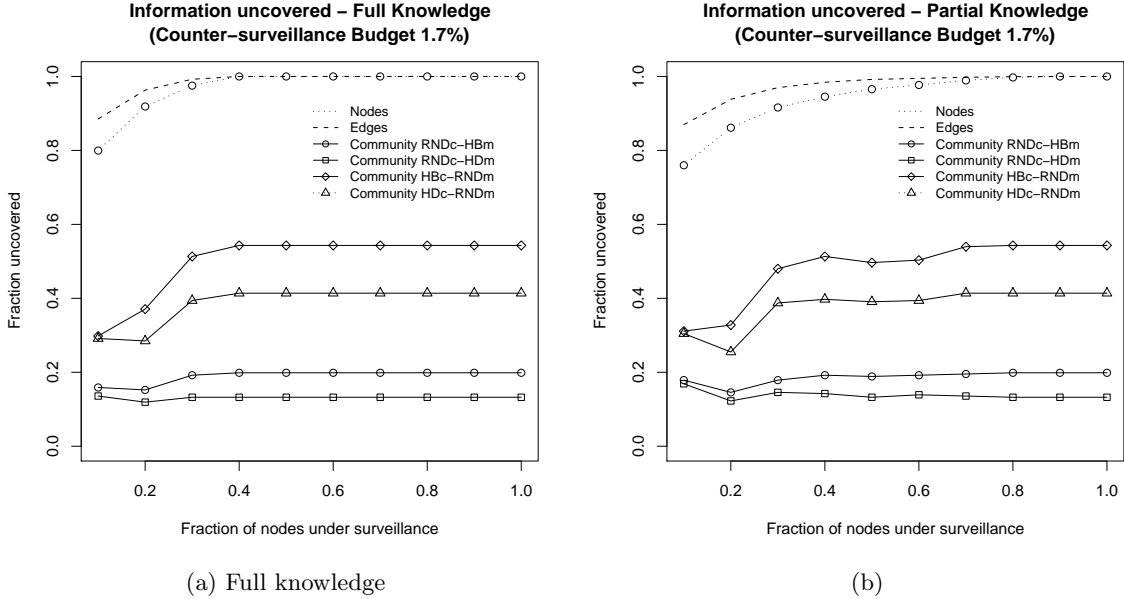 Information uncovered − Full Knowledge
(Counter−surveillance Budget 1.7%)
Fraction uncovered
1.0
0.8
0.6
0.4
0.2
0.0
Nodes
Edges
Community RNDc−HBm
Community RNDc−HDm
Community HBc−RNDm
Community HDc−RNDm
0.2 0.4 0.6 0.8 1.0
Fraction of nodes under surveillance
(a) Full knowledge
Information uncovered − Partial Knowledge
(Counter−surveillance Budget 1.7%)
Fraction uncovered
1.0
0.8
0.6
0.4
0.2
0.0
Nodes
Edges
Community RNDc−HBm
Community RNDc−HDm
Community HBc−RNDm
Community HDc−RNDm
0.2 0.4 0.6 0.8 1.0
Fraction of nodes under surveillance
(b)